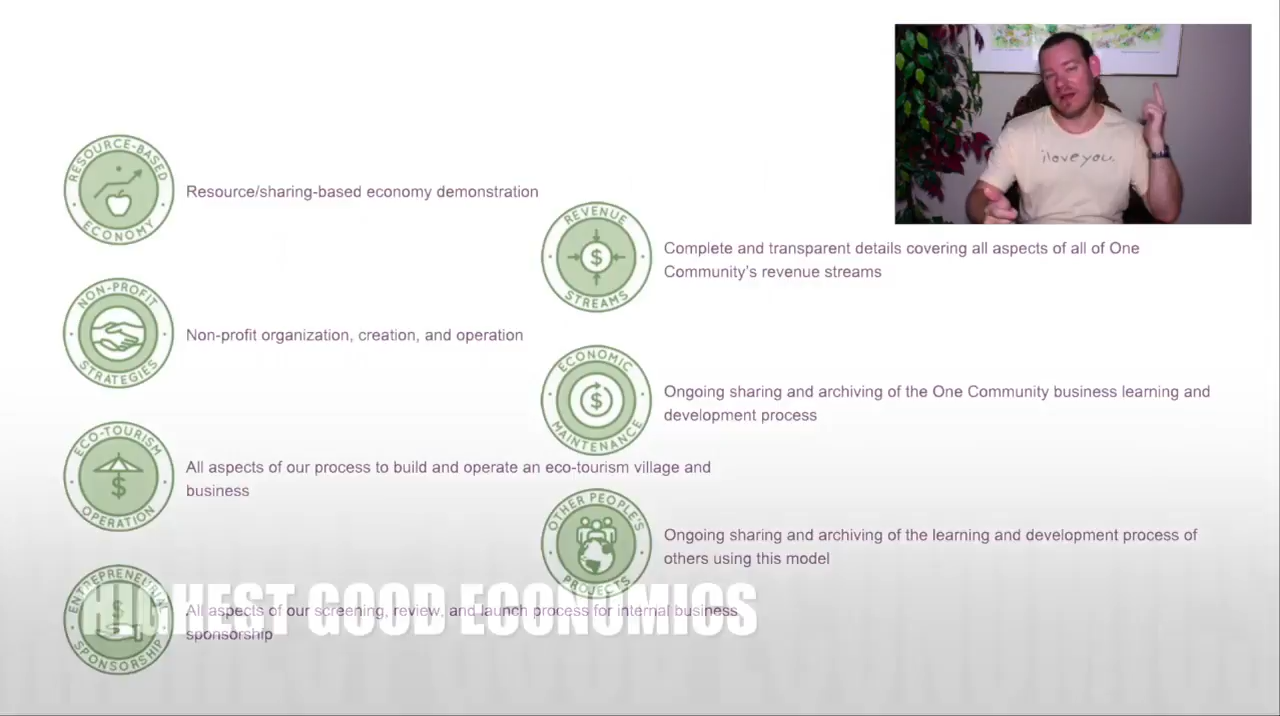 RESOURCE-BASED
ECONOMY
Resource/sharing-based economy demonstration
NON-PROFIT
STRATEGIES
Non-profit organization, creation, and operation
ECO-TOURISM
$
OPERATION
All aspects of our process to build and operate an eco-tourism village and
business
ENTREPRENEURIAL
$
SPONSORSHIP
All aspects of our screening, review, and launch process for internal business
sponsorship
REVENUE
$
STREAMS
Complete and transparent details covering all aspects of all of One
Community's revenue streams
ECONOMIC
$
MAINTENANCE
Ongoing sharing and archiving of the One Community business learning and
development process
OTHER PEOPLE'S
PROJECTS
Ongoing sharing and archiving of the learning and development process of
others using this model
HIGHEST GOOD ECONOMICS
i love you.